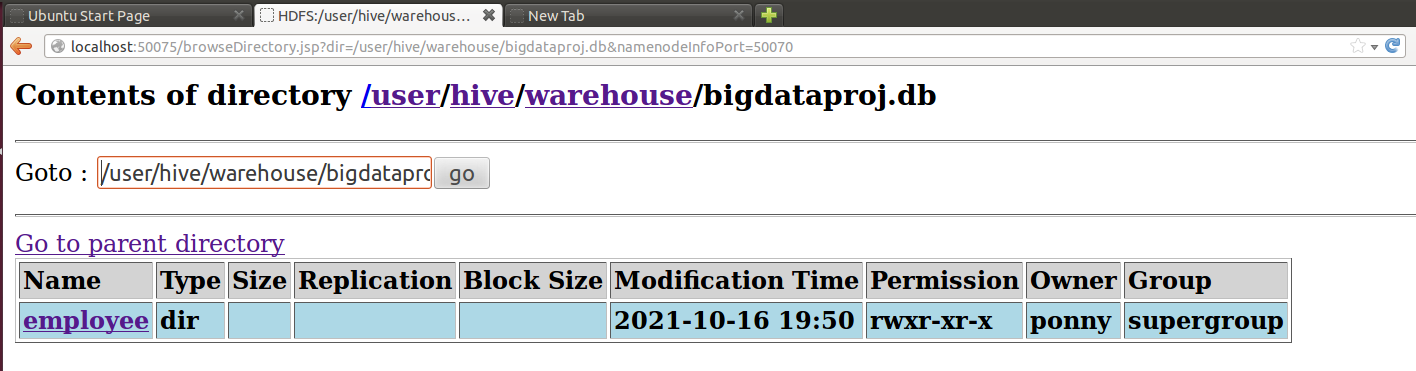 Ubuntu Start Page HDFS:/user/hive/warehous... New Tab
localhost:50075/browseDirectory.jsp?dir=/user/hive/warehouse/bigdataproj.db&namenodeInfoPort=50070
Contents of directory /user/hive/warehouse/bigdataproj.db
Goto : /user/hive/warehouse/bigdatapro go
Go to parent directory
Name Type Size Replication Block Size Modification Time Permission Owner Group
employee dir 2021-10-16 19:50 rwxr-xr-x ponny supergroup